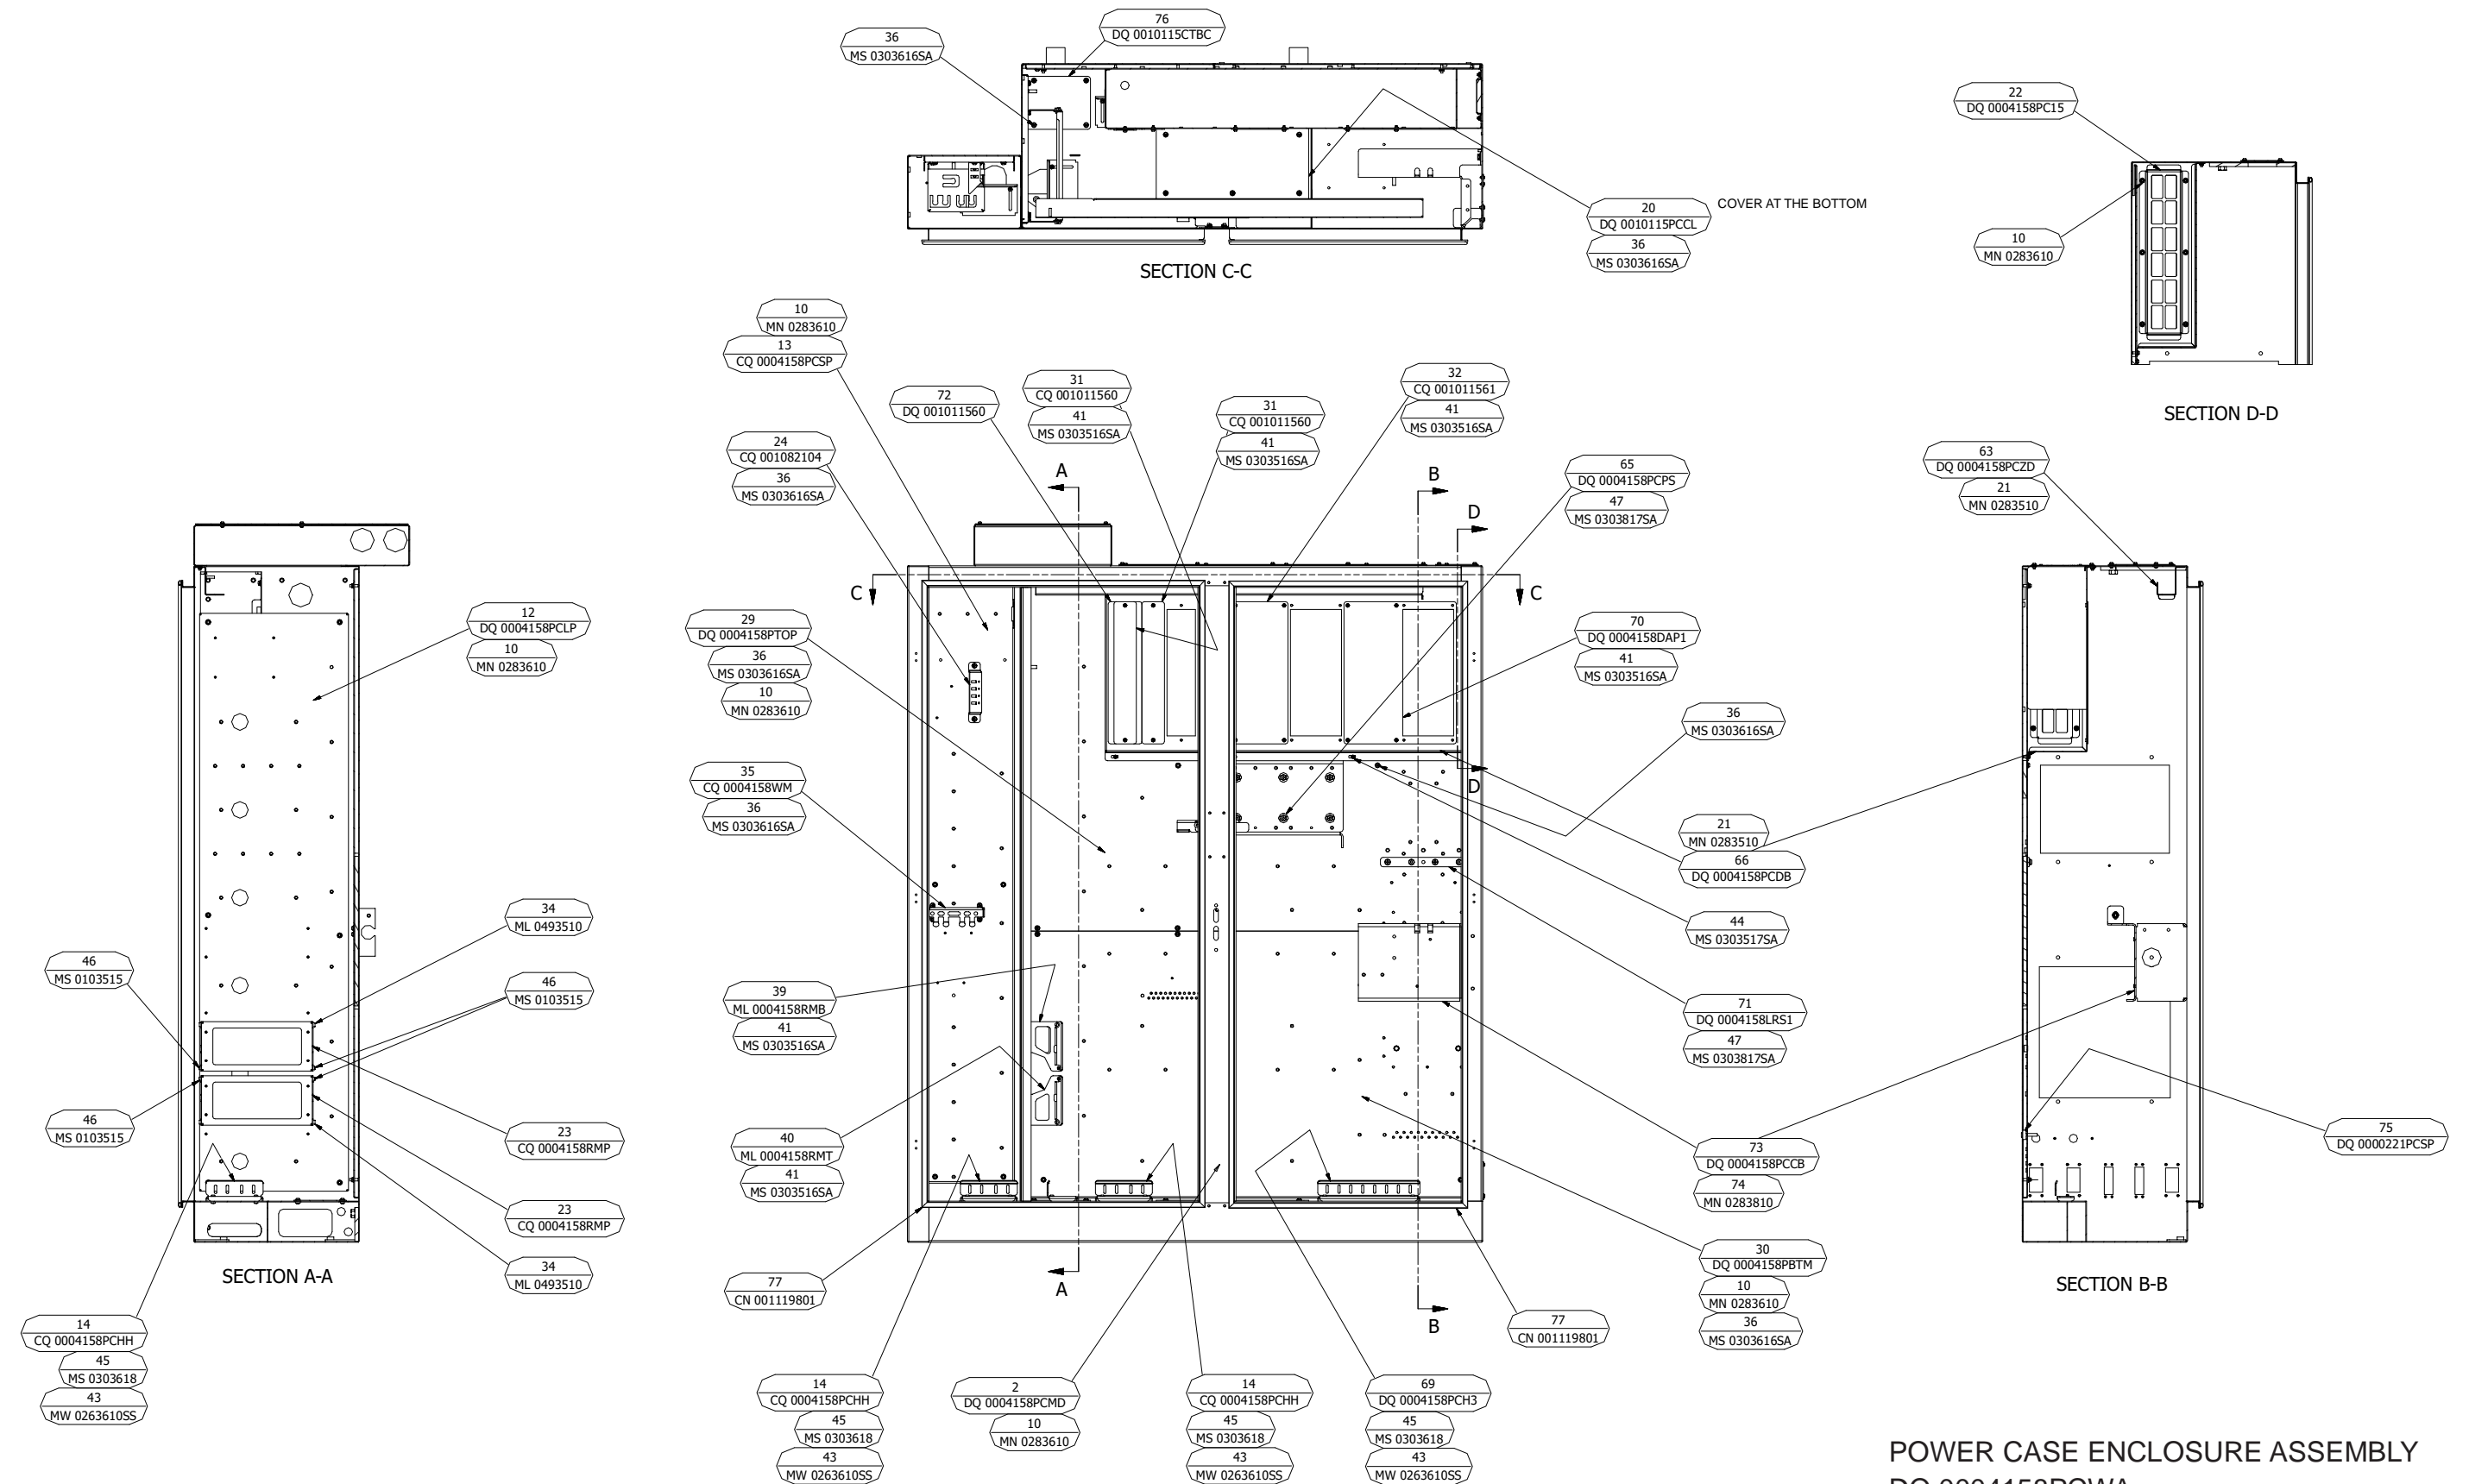 76
DQ 0010115CTBC
36
MS 0303616SA
20
DQ 0010115PCCL
COVER AT THE BOTTOM
36
MS 0303616SA
SECTION C-C
22
DQ 0004158PC15
10
MN 0283610
SECTION D-D
10
MN 0283610
13
CQ 0004158PCSP
72
DQ 001011560
31
CQ 001011560
41
MS 0303516SA
31
CQ 001011560
41
MS 0303516SA
32
CQ 001011561
41
MS 0303516SA
24
CQ 001082104
36
MS 0303616SA
65
DQ 0004158PCPS
47
MS 0303817SA
63
DQ 0004158PCZD
21
MN 0283510
A
B
D
C
C
12
DQ 0004158PCLP
10
MN 0283610
29
DQ 0004158PTOP
36
MS 0303616SA
10
MN 0283610
70
DQ 0004158DAP1
41
MS 0303516SA
36
MS 0303616SA
35
CQ 0004158WM
36
MS 0303616SA
D
21
MN 0283510
66
DQ 0004158PCDB
34
ML 0493510
44
MS 0303517SA
46
MS 0103515
46
MS 0103515
39
ML 0004158RMB
41
MS 0303516SA
71
DQ 0004158LRS1
47
MS 0303817SA
46
MS 0103515
23
CQ 0004158RMP
40
ML 0004158RMT
41
MS 0303516SA
73
DQ 0004158PCCB
74
MN 0283810
75
DQ 0000221PCSP
23
CQ 0004158RMP
34
ML 0493510
SECTION A-A
77
CN 001119801
A
B
30
DQ 0004158PBTM
10
MN 0283610
36
MS 0303616SA
77
CN 001119801
SECTION B-B
14
CQ 0004158PCHH
45
MS 0303618
43
MW 0263610SS
14
CQ 0004158PCHH
45
MS 0303618
43
MW 0263610SS
2
DQ 0004158PCMD
10
MN 0283610
14
CQ 0004158PCHH
45
MS 0303618
43
MW 0263610SS
69
DQ 0004158PCH3
45
MS 0303618
43
MW 0263610SS
POWER CASE ENCLOSURE ASSEMBLY
DQ 0004158PCWA